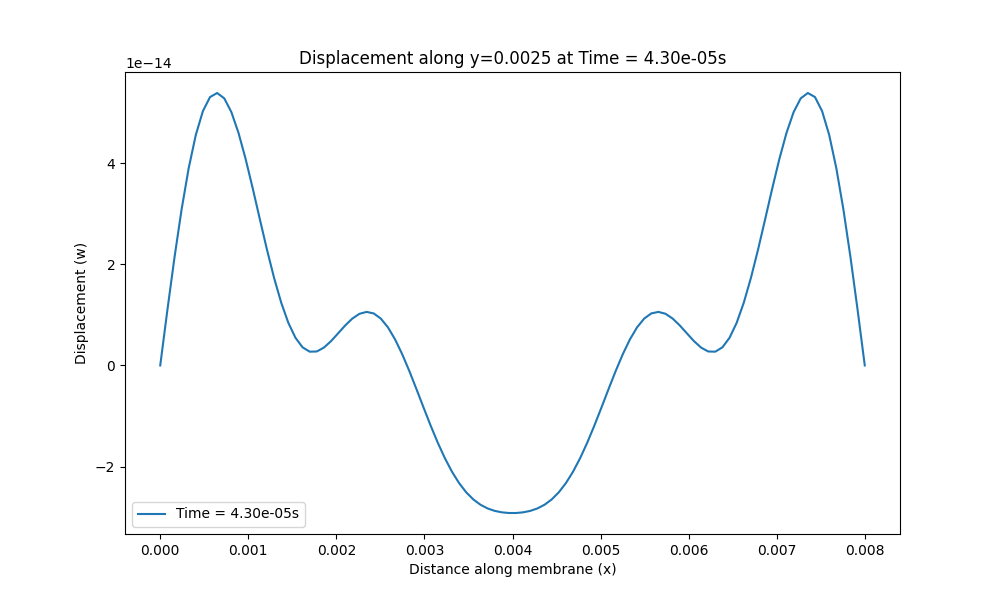 Displacement along y=0.0025 at Time = 4.30e-05s
1e−14
4
2
0
−2
Displacement (w)
Time = 4.30e-05s
0.000 0.001 0.002 0.003 0.004 0.005 0.006 0.007 0.008
Distance along membrane (x)